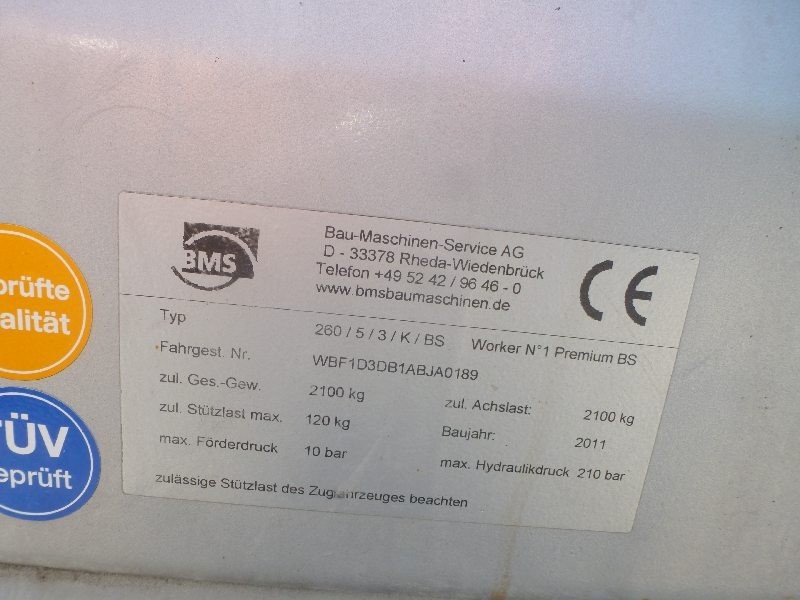 BMS
Bau-Maschinen-Service AG
D - 33378 Rheda-Wiedenbrück
Telefon +49 52 42 / 96 46 - 0
www.bmsbaumaschinen.de
CE
Typ 260 / 5 / 3 / K / BS Worker N°1 Premium BS
Fahrgest. Nr. WBF1D3DB1ABJA0189
zul. Ges.-Gew. 2100 kg zul. Achslast: 2100 kg
zul. Stützlast max. 120 kg Baujahr: 2011
max. Förderdruck 10 bar max. Hydraulikdruck 210 bar
zulässige Stützlast des Zugfahrzeuges beachten
prüfte
alität
TÜV
eprüft